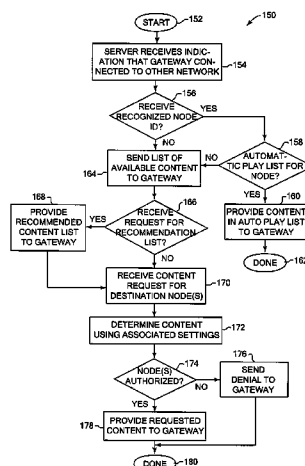 START
152
150
SERVER RECEIVES INDIC-
ATION THAT GATEWAY CON-
NECTED TO OTHER NETWORK
154
156
RECEIVE
RECOGNIZED NODE
ID?
YES
NO
158
AUTOMAT-
IC PLAY LIST FOR
NODE?
NO
YES
164
SEND LIST OF
AVAILABLE CONTENT
TO GATEWAY
160
PROVIDE CONTENT
IN AUTO PLAY LIST
TO GATEWAY
DONE
162
166
RECEIVE
REQUEST FOR
RECOMMENDATION
LIST?
YES
NO
168
PROVIDE
RECOMMENDED
CONTENT LIST
TO GATEWAY
RECEIVE CONTENT
REQUEST FOR
DESTINATION NODE(S)
170
DETERMINE CONTENT
USING ASSOCIATED SETTINGS
172
174
NODE(S)
AUTHORIZED?
NO
YES
176
SEND
DENIAL TO
GATEWAY
178
PROVIDE REQUESTED
CONTENT TO GATEWAY
DONE
180